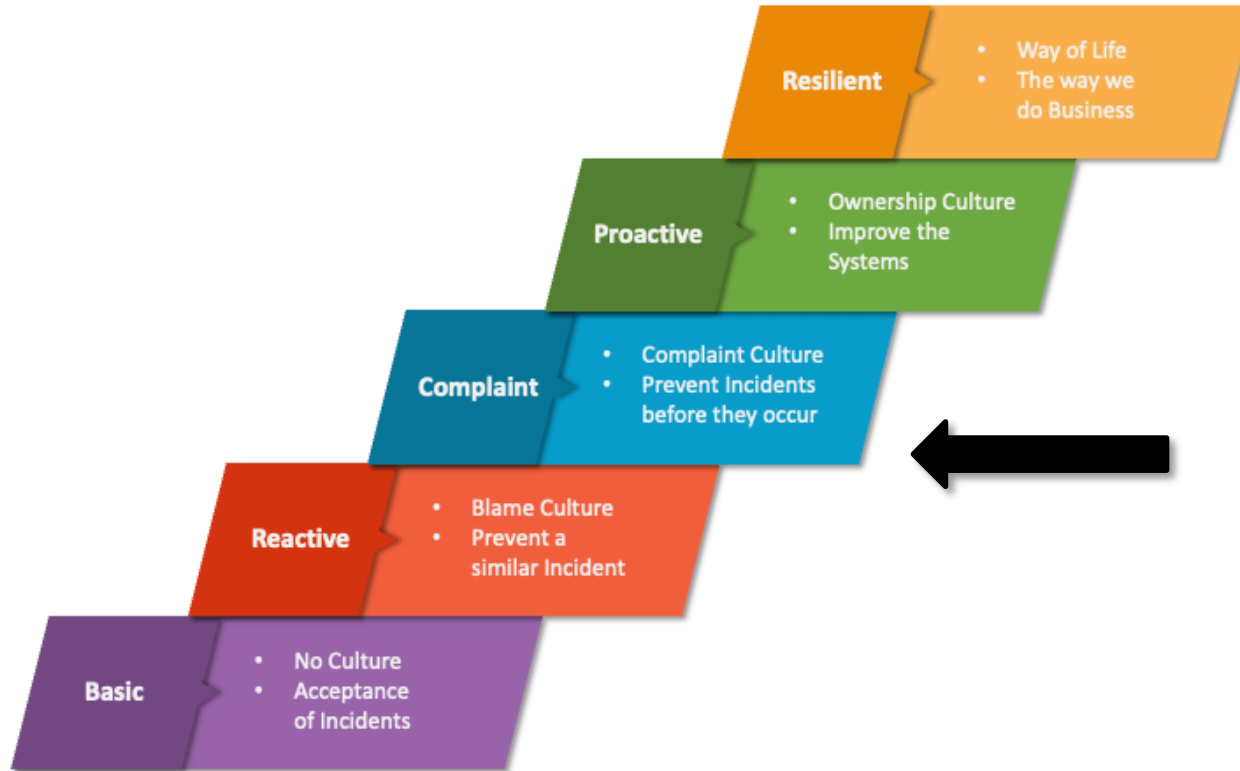 Resilient
• Way of Life
• The way we
do Business
Proactive
• Ownership Culture
• Improve the
Systems
Complaint
• Complaint Culture
• Prevent Incidents
before they occur
Reactive
• Blame Culture
• Prevent a
similar Incident
Basic
• No Culture
• Acceptance
of Incidents